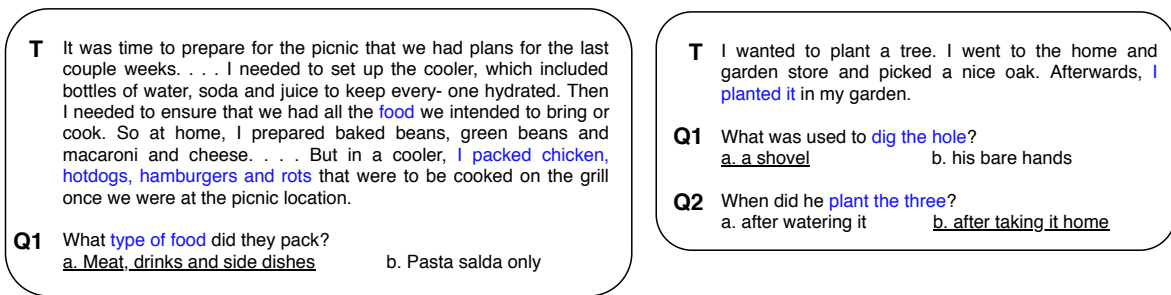 T It was time to prepare for the picnic that we had plans for the last
couple weeks. . . . I needed to set up the cooler, which included
bottles of water, soda and juice to keep every- one hydrated. Then
I needed to ensure that we had all the food we intended to bring or
cook. So at home, I prepared baked beans, green beans and
macaroni and cheese. . . . But in a cooler, I packed chicken,
hotdogs, hamburgers and rots that were to be cooked on the grill
once we were at the picnic location.
Q1 What type of food did they pack?
a. Meat, drinks and side dishes b. Pasta salda only
T I wanted to plant a tree. I went to the home and
garden store and picked a nice oak. Afterwards, I
planted it in my garden.
Q1 What was used to dig the hole?
a. a shovel b. his bare hands
Q2 When did he plant the three?
a. after watering it b. after taking it home